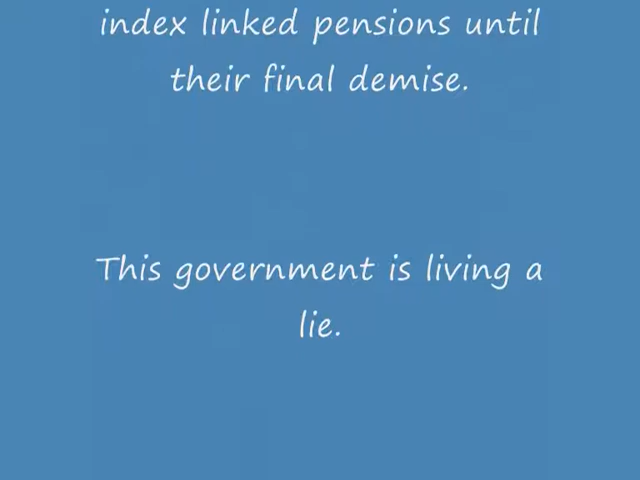 index linked pensions until
their final demise.
This government is living a
lie.